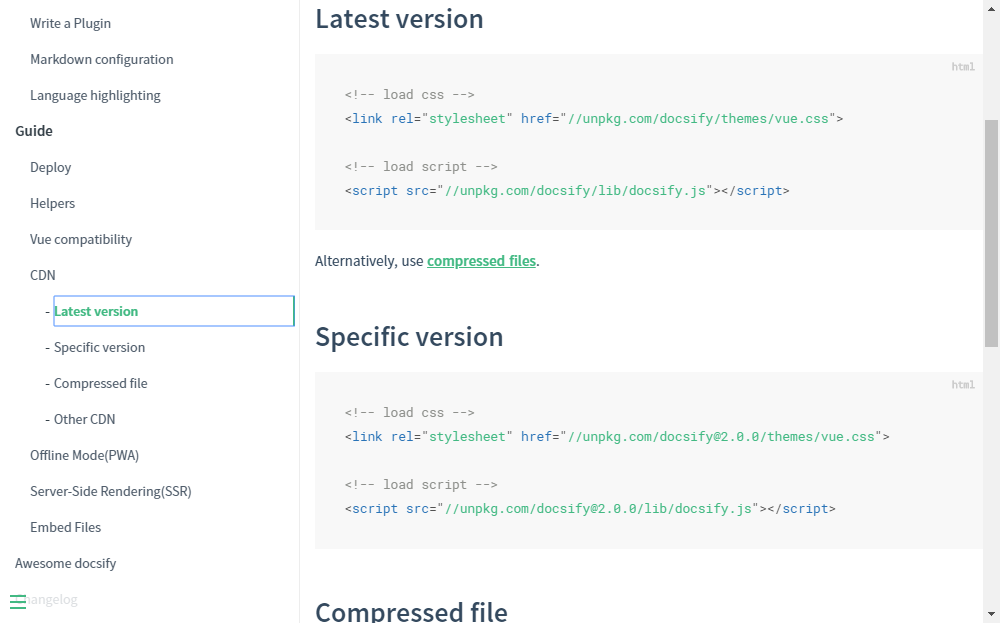 Write a Plugin
Markdown configuration
Language highlighting
Guide
Deploy
Helpers
Vue compatibility
CDN
- Latest version
- Specific version
- Compressed file
- Other CDN
Offline Mode(PWA)
Server-Side Rendering(SSR)
Embed Files
Awesome docsify
Changelog
Latest version
html
<!-- load css -->
<link rel="stylesheet" href="//unpkg.com/docsify/themes/vue.css">
<!-- load script -->
<script src="//unpkg.com/docsify/lib/docsify.js"></script>
Alternatively, use compressed files.
Specific version
html
<!-- load css -->
<link rel="stylesheet" href="//unpkg.com/docsify@2.0.0/themes/vue.css">
<!-- load script -->
<script src="//unpkg.com/docsify@2.0.0/lib/docsify.js"></script>
Compressed file